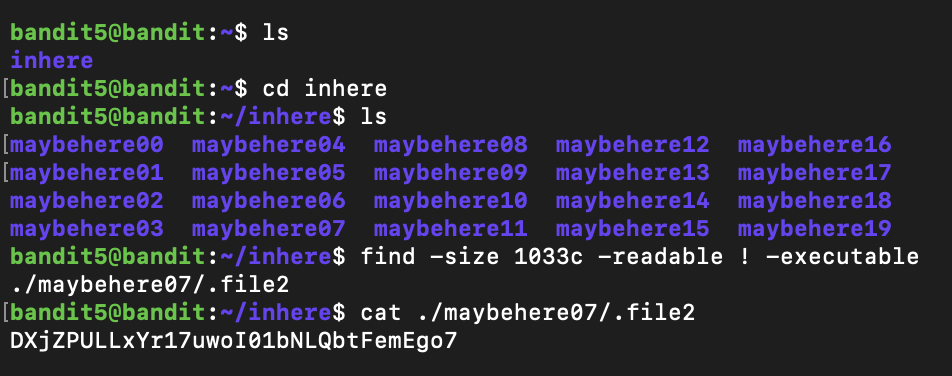 bandit5@bandit:~$ ls
inhere
[bandit5@bandit:~$ cd inhere
bandit5@bandit:~/inhere$ ls
[maybehere00  maybehere04  maybehere08  maybehere12  maybehere16
[maybehere01  maybehere05  maybehere09  maybehere13  maybehere17
maybehere02  maybehere06  maybehere10  maybehere14  maybehere18
maybehere03  maybehere07  maybehere11  maybehere15  maybehere19
bandit5@bandit:~/inhere$ find -size 1033c -readable ! -executable
./maybehere07/.file2
[bandit5@bandit:~/inhere$ cat ./maybehere07/.file2
DXjZPULLxYr17uwoI01bNLQbtFemEgo7